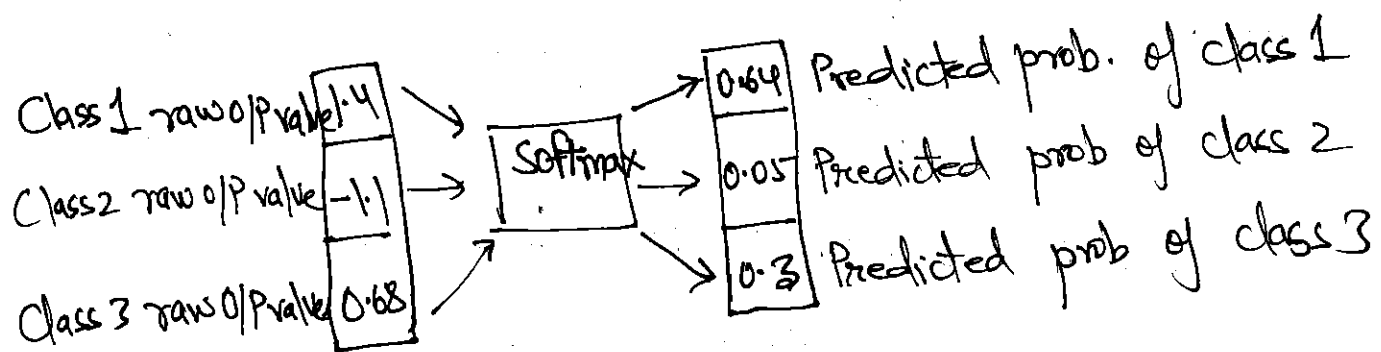 Class 1 raw O/P value 1.4 Softmax 0.64 Predicted prob. of class 1
Class 2 raw O/P value -1.1 0.05 Predicted prob of class 2
Class 3 raw O/P value 0.68 0.3 Predicted prob of class 3